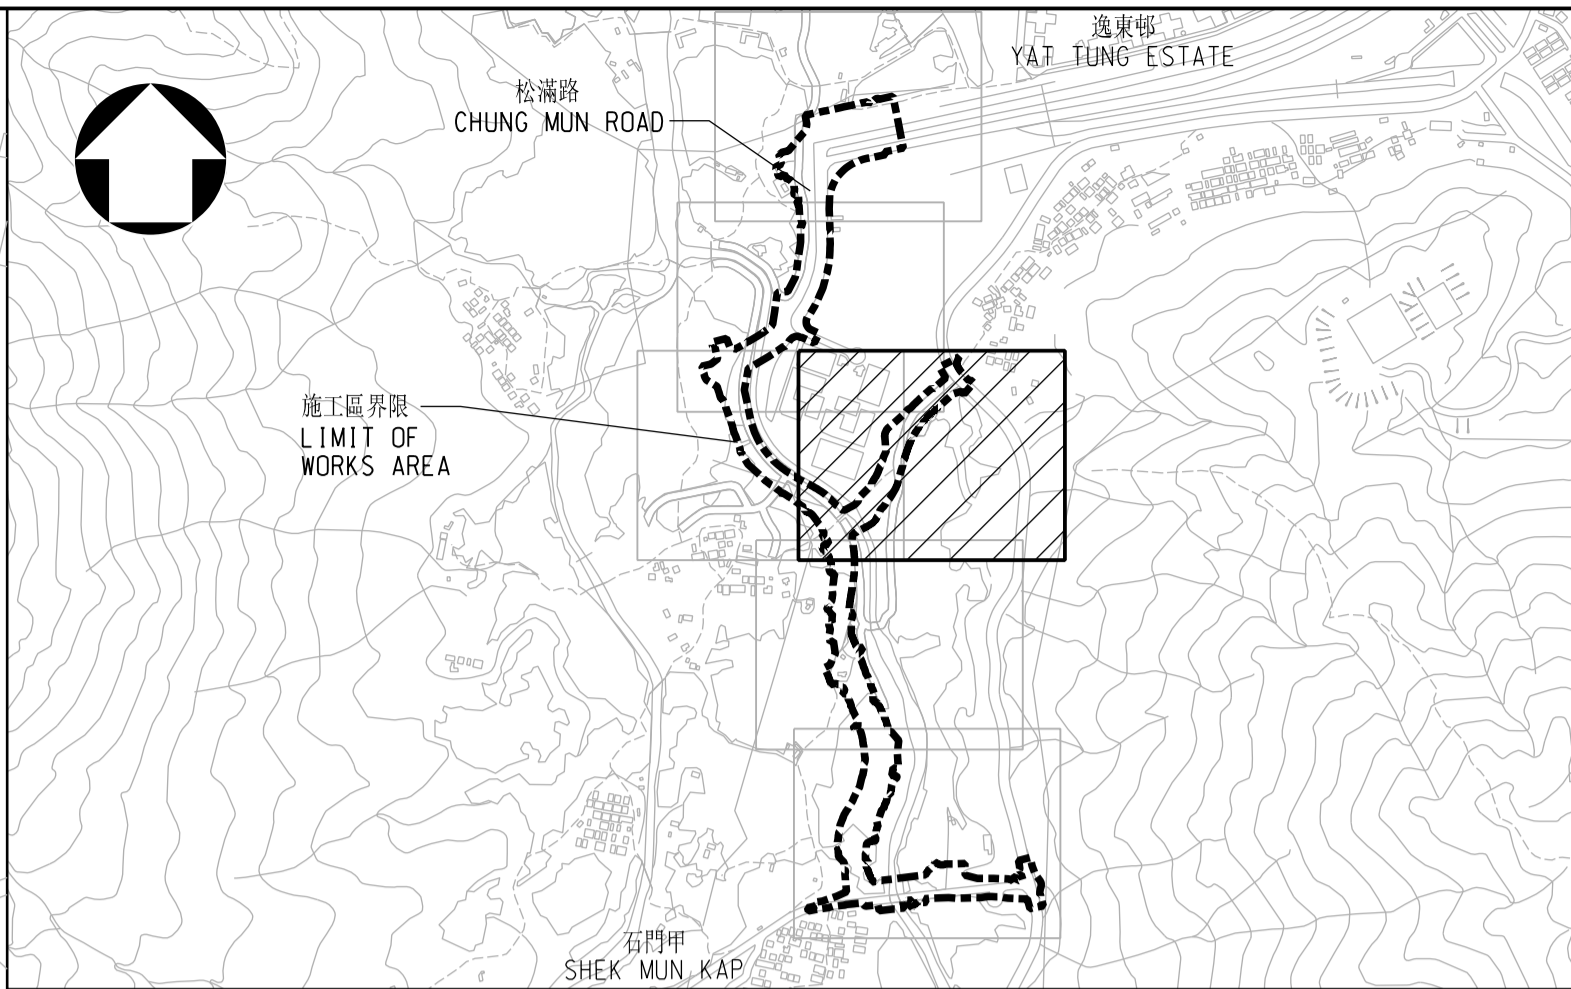 逸東邨
YAT TUNG ESTATE
松滿路
CHUNG MUN ROAD
施工區界限
LIMIT OF
WORKS AREA
石門甲
SHEK MUN KAP